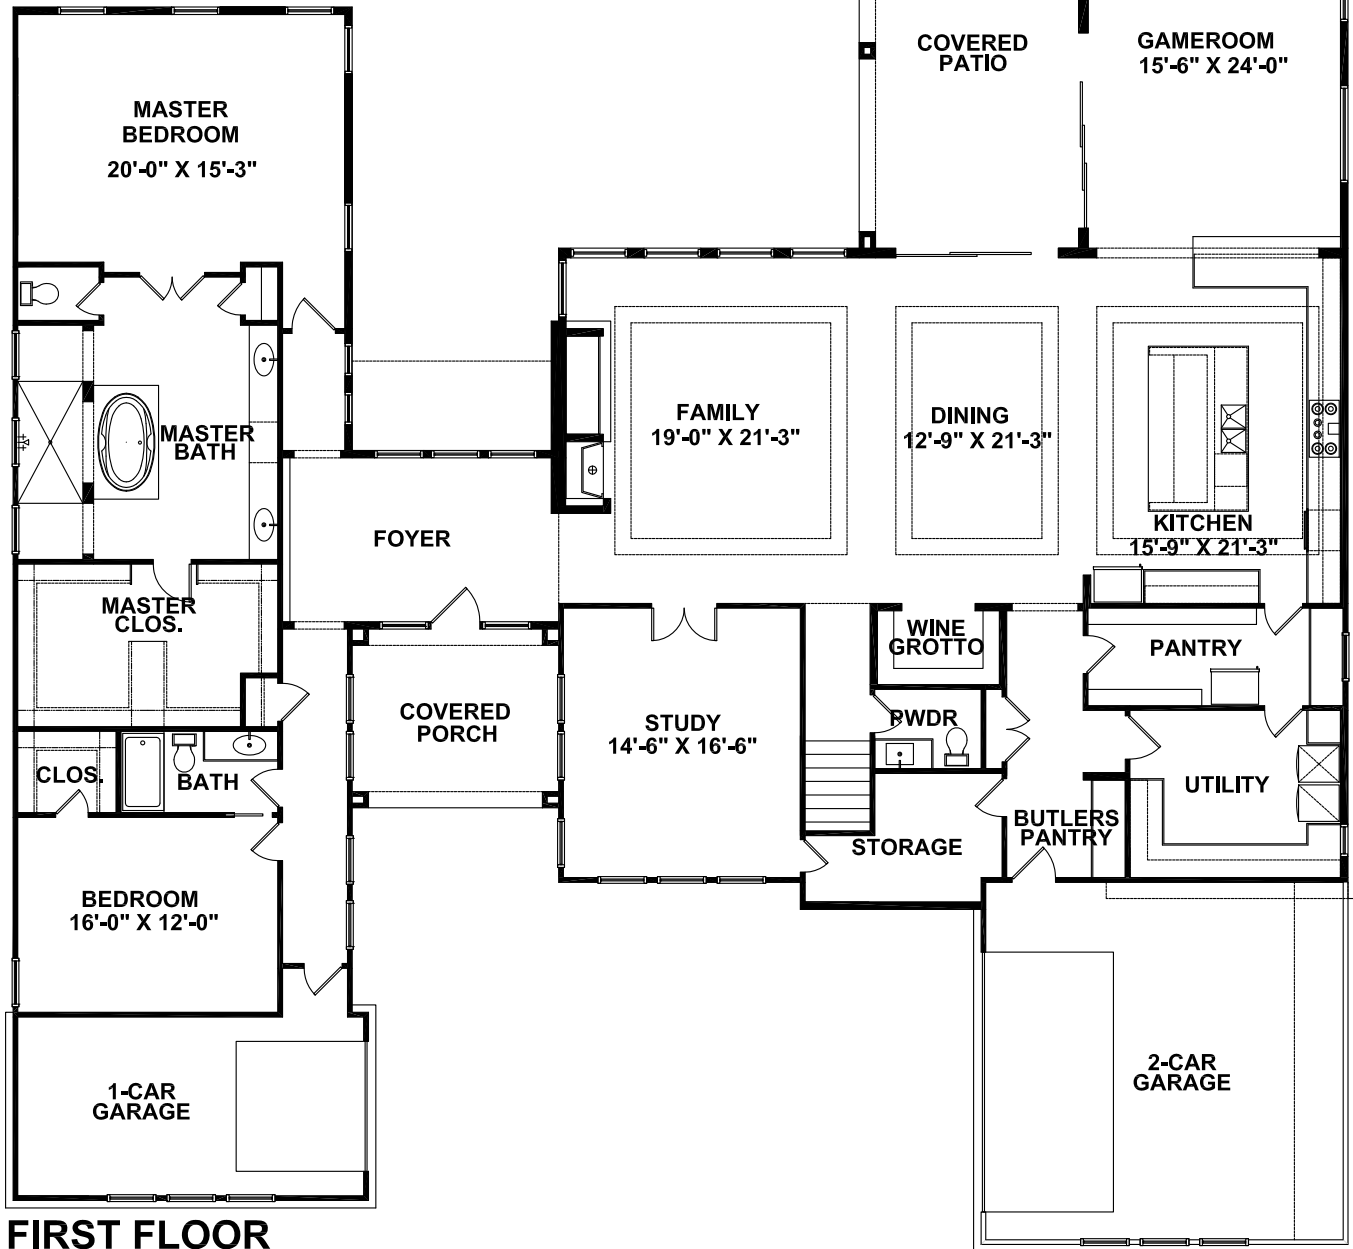 COVERED
PATIO
GAMEROOM
15'-6" X 24'-0"
MASTER
BEDROOM
20'-0" X 15'-3"
FAMILY
19'-0" X 21'-3"
DINING
12'-9" X 21'-3"
MASTER
BATH
KITCHEN
15'-9" X 21'-3"
FOYER
MASTER
CLOS.
WINE
GROTTO
PANTRY
COVERED
PORCH
STUDY
14'-6" X 16'-6"
PWDR
CLOS.
BATH
UTILITY
BUTLERS
PANTRY
STORAGE
BEDROOM
16'-0" X 12'-0"
1-CAR
GARAGE
2-CAR
GARAGE
FIRST FLOOR